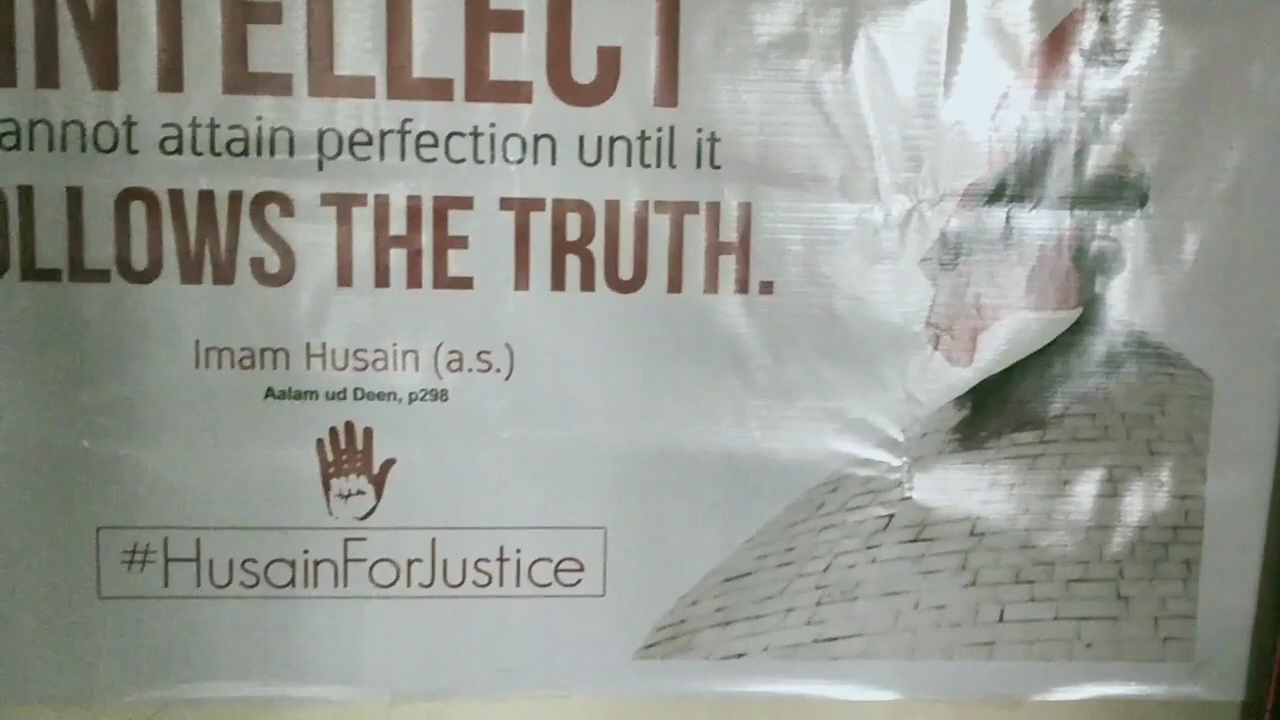 INTELLECT
annot attain perfection until it
OLLOWS THE TRUTH.
Imam Husain (a.s.)
Aalam ud Deen, p298
#HusainForJustice